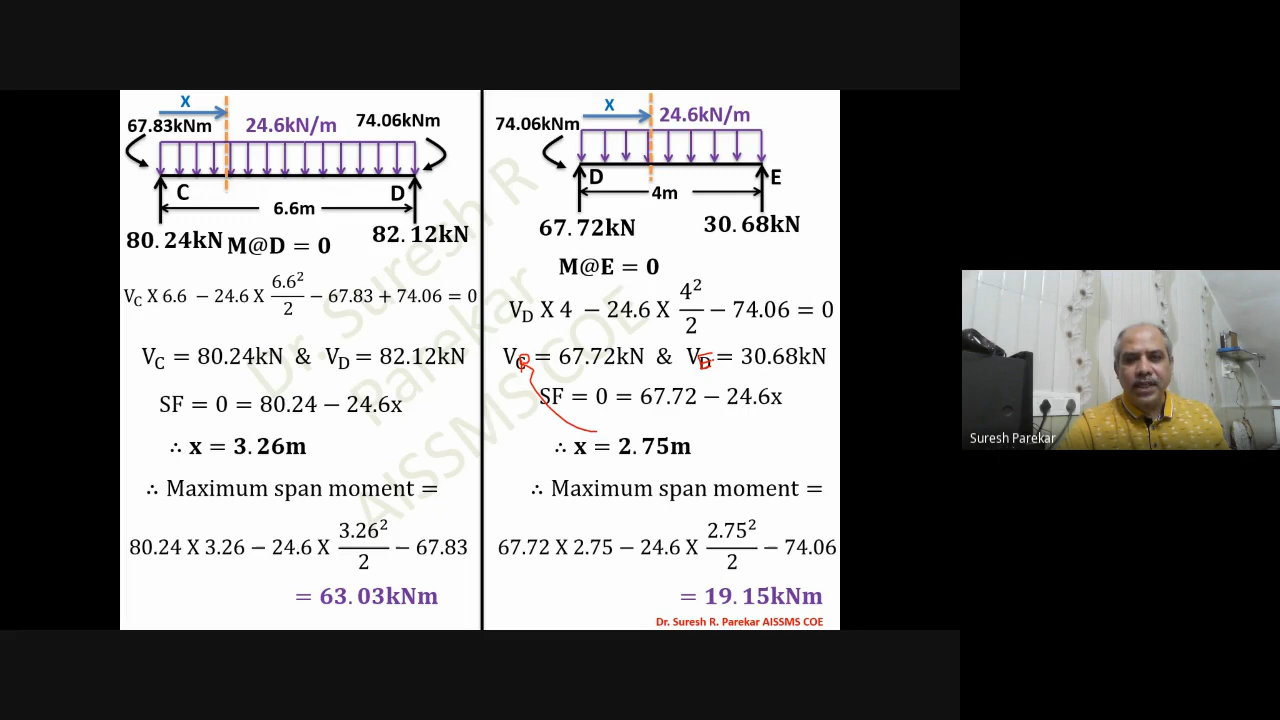 X
67.83kNm 24.6kN/m 74.06kNm
C D
6.6m
80.24kN M@D = 0 82.12kN
V_C X 6.6 − 24.6 X 6.6²/2 − 67.83 + 74.06 = 0
V_C = 80.24kN & V_D = 82.12kN
SF = 0 = 80.24 − 24.6x
∴ x = 3.26m
∴ Maximum span moment =
80.24 X 3.26 − 24.6 X 3.26²/2 − 67.83
= 63.03kNm
X
74.06kNm 24.6kN/m
D E
4m
67.72kN 30.68kN
M@E = 0
V_D X 4 − 24.6 X 4²/2 − 74.06 = 0
V_C = 67.72kN & V_D = 30.68kN
D E
SF = 0 = 67.72 − 24.6x
∴ x = 2.75m
∴ Maximum span moment =
67.72 X 2.75 − 24.6 X 2.75²/2 − 74.06
= 19.15kNm
Dr. Suresh R. Parekar AISSMS COE
Dr. Suresh R
Parekar
AISSMSCOE
Suresh Parekar